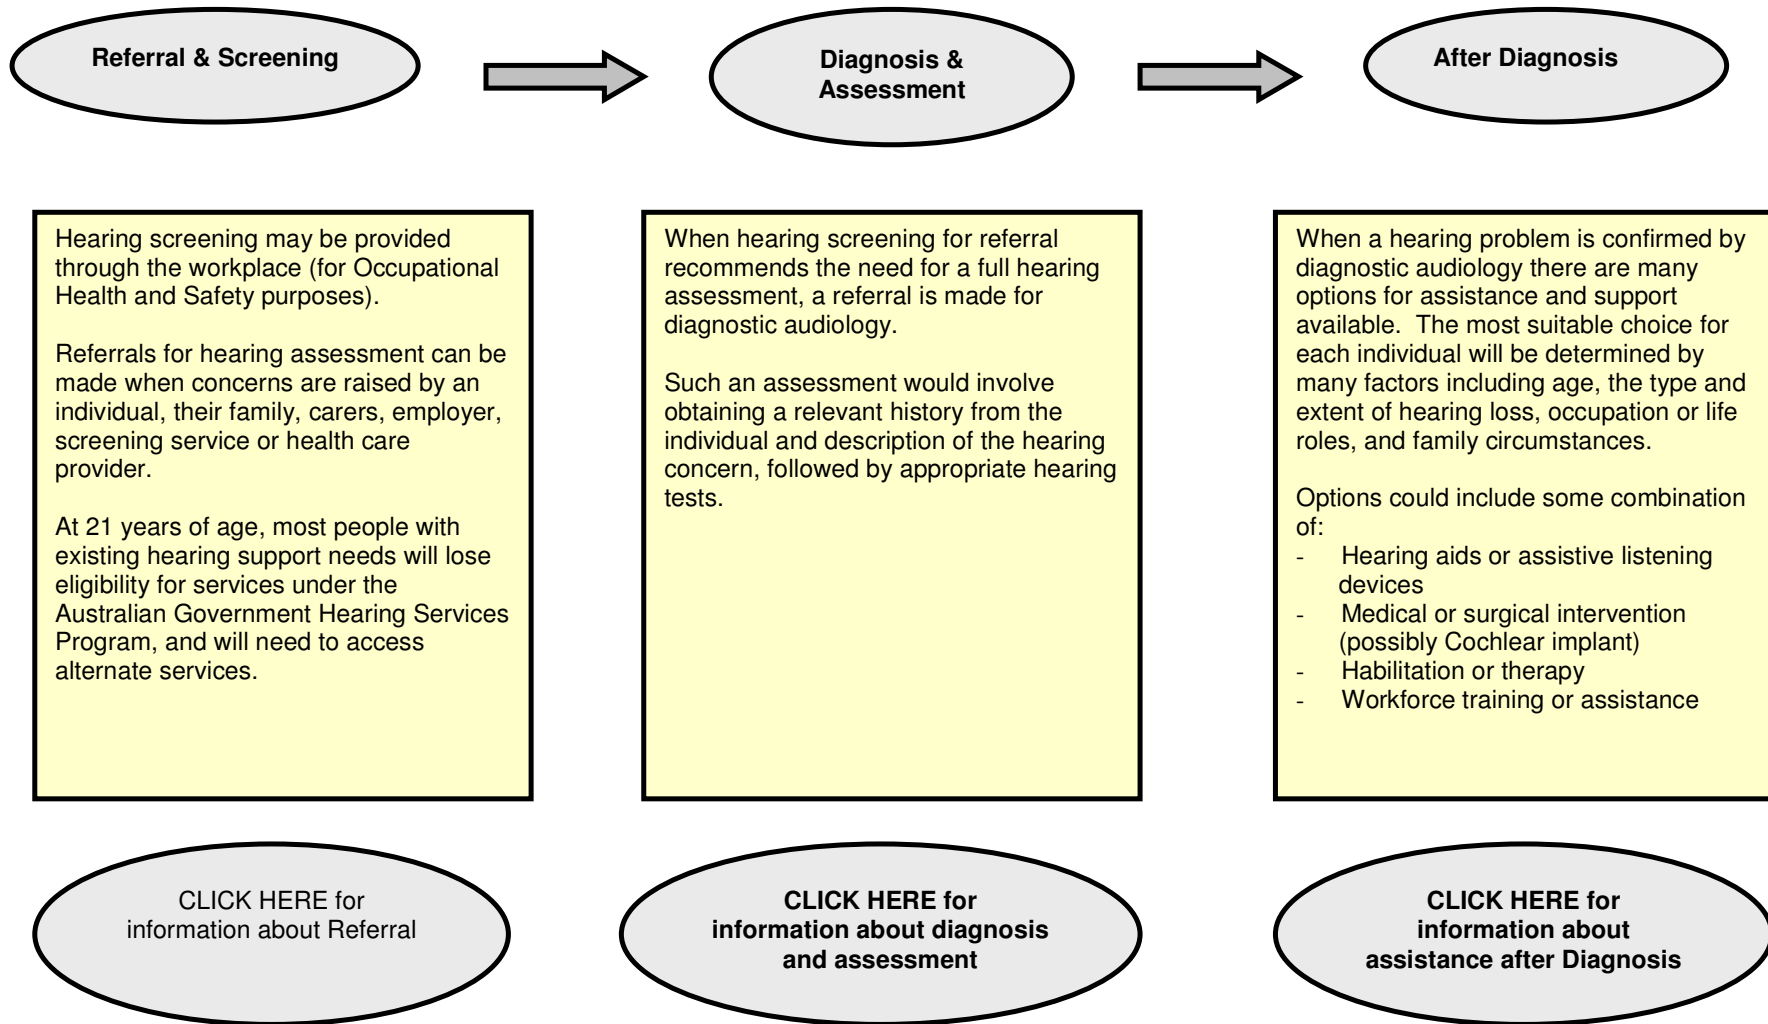 Referral & Screening
Diagnosis &
Assessment
After Diagnosis
Hearing screening may be provided
through the workplace (for Occupational
Health and Safety purposes).
Referrals for hearing assessment can be
made when concerns are raised by an
individual, their family, carers, employer,
screening service or health care
provider.
At 21 years of age, most people with
existing hearing support needs will lose
eligibility for services under the
Australian Government Hearing Services
Program, and will need to access
alternate services.
When hearing screening for referral
recommends the need for a full hearing
assessment, a referral is made for
diagnostic audiology.
Such an assessment would involve
obtaining a relevant history from the
individual and description of the hearing
concern, followed by appropriate hearing
tests.
When a hearing problem is confirmed by
diagnostic audiology there are many
options for assistance and support
available.  The most suitable choice for
each individual will be determined by
many factors including age, the type and
extent of hearing loss, occupation or life
roles, and family circumstances.
Options could include some combination
of:
- Hearing aids or assistive listening
devices
- Medical or surgical intervention
(possibly Cochlear implant)
- Habilitation or therapy
- Workforce training or assistance
CLICK HERE for
information about Referral
CLICK HERE for
information about diagnosis
and assessment
CLICK HERE for
information about
assistance after Diagnosis